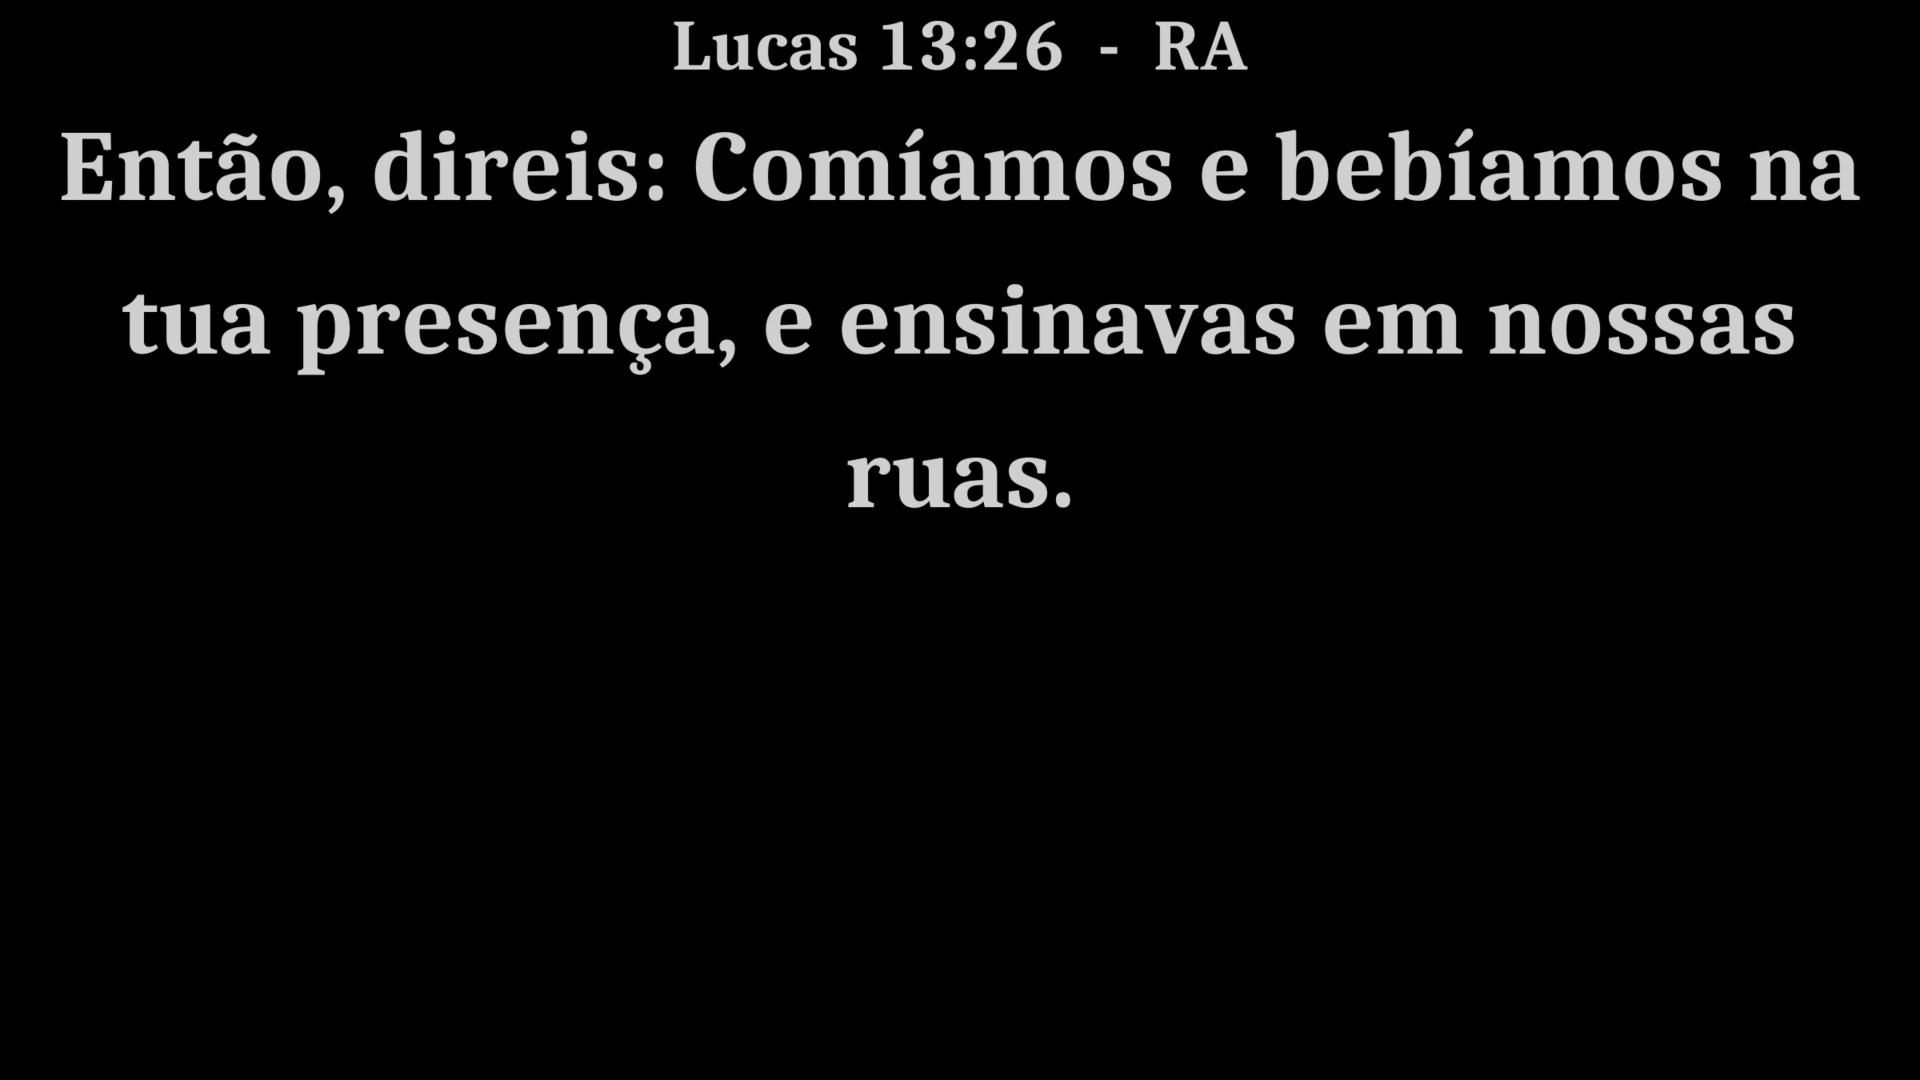 Lucas 13:26 - RA
Então, direis: Comíamos e bebíamos na
tua presença, e ensinavas em nossas
ruas.